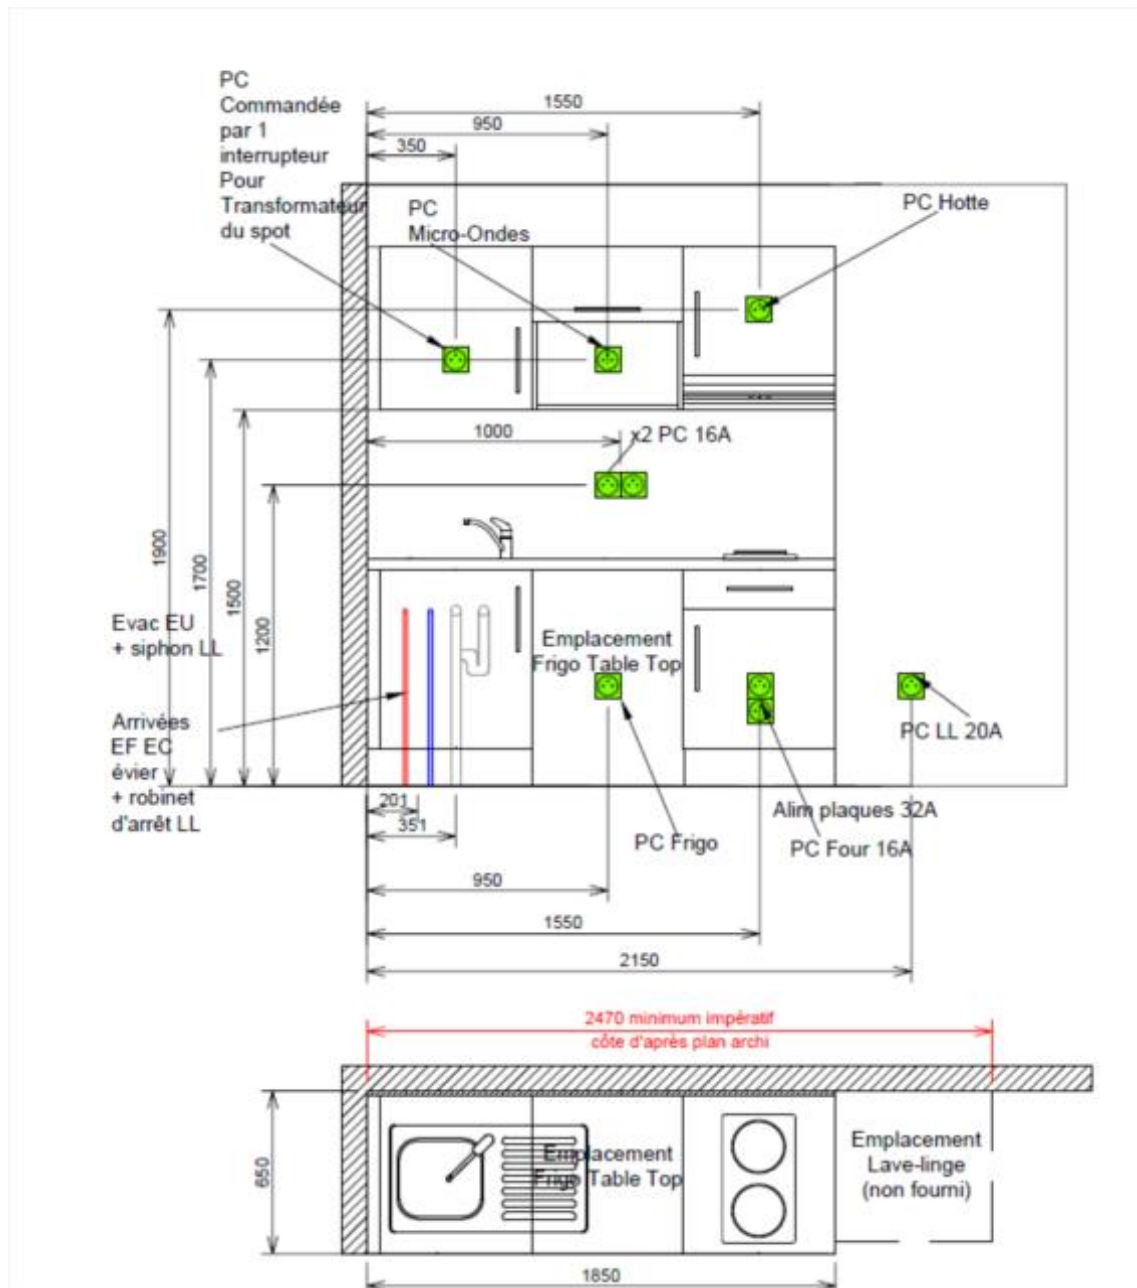 PC
Commandée
par 1
interrupteur
Pour
Transformateur
du spot
1550
950
350
PC
Micro-Ondes
PC Hotte
1000
x2 PC 16A
1900
1700
1500
1200
Evac EU
+ siphon LL
Arrivées
EF EC
évier
+ robinet
d'arrêt LL
Emplacement
Frigo Table Top
PC LL 20A
Alim plaques 32A
PC Four 16A
PC Frigo
201
351
950
1550
2150
2470 minimum impératif
côte d'après plan archi
650
Emplacement
Frigo Table Top
Emplacement
Lave-linge
(non fourni)
1850